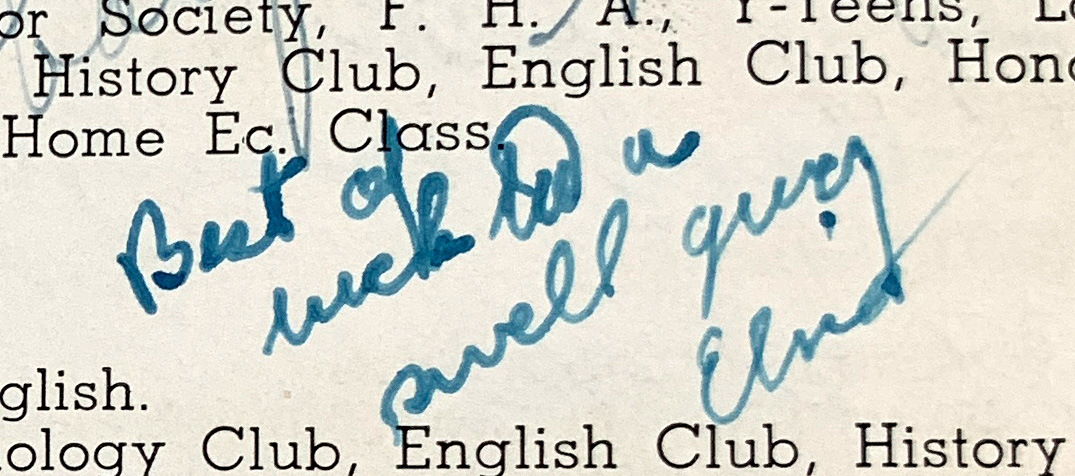 or Society, F. H. A., Y-Teens,
History Club, English Club,
Home Ec. Class.
Best of
luck to a
swell guy.
Elna
glish.
ology Club, English Club, History